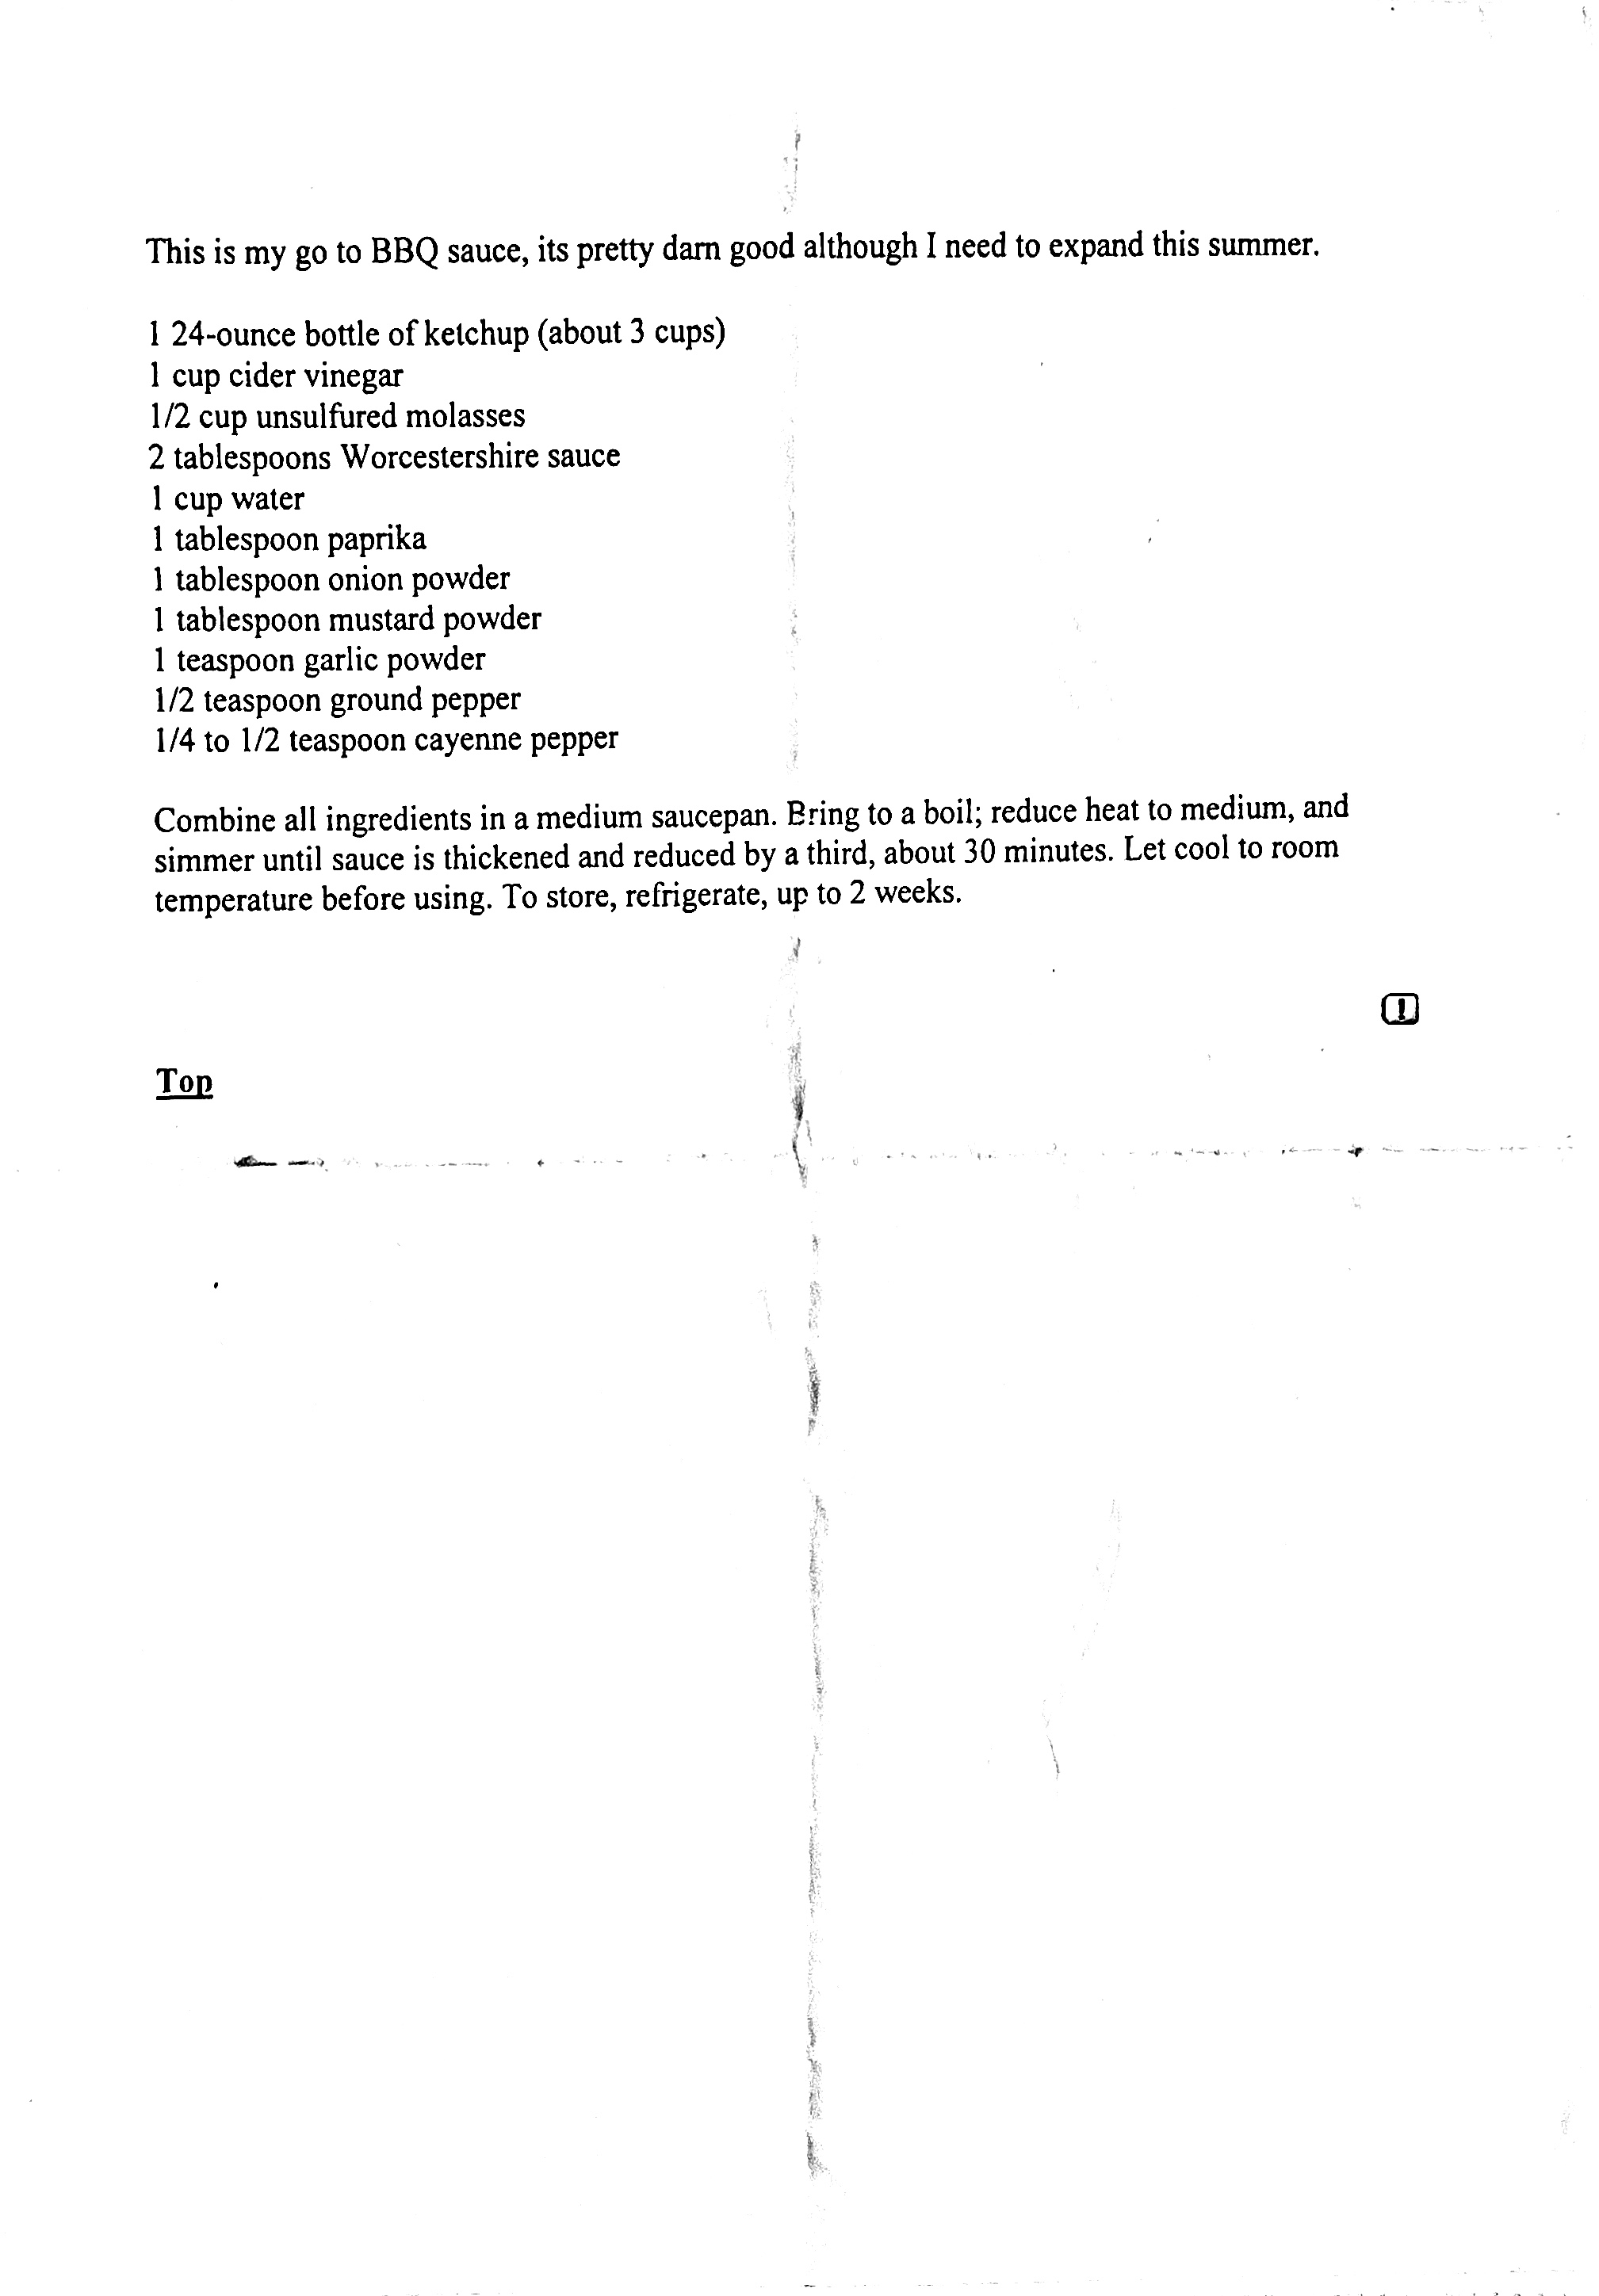 This is my go to BBQ sauce, its pretty darn good although I need to expand this summer.
1 24-ounce bottle of ketchup (about 3 cups)
1 cup cider vinegar
1/2 cup unsulfured molasses
2 tablespoons Worcestershire sauce
1 cup water
1 tablespoon paprika
1 tablespoon onion powder
1 tablespoon mustard powder
1 teaspoon garlic powder
1/2 teaspoon ground pepper
1/4 to 1/2 teaspoon cayenne pepper
Combine all ingredients in a medium saucepan. Bring to a boil; reduce heat to medium, and
simmer until sauce is thickened and reduced by a third, about 30 minutes. Let cool to room
temperature before using. To store, refrigerate, up to 2 weeks.
!
Top